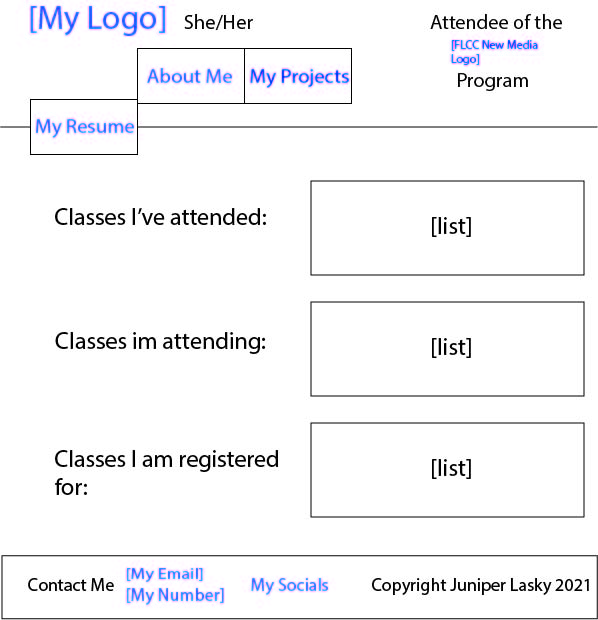 [My Logo] She/Her Attendee of the
[FLCC New Media
Logo]
Program
About Me My Projects
My Resume
Classes I've attended: [list]
Classes im attending: [list]
Classes I am registered
for:
[list]
Contact Me [My Email]
[My Number]
My Socials
Copyright Juniper Lasky 2021